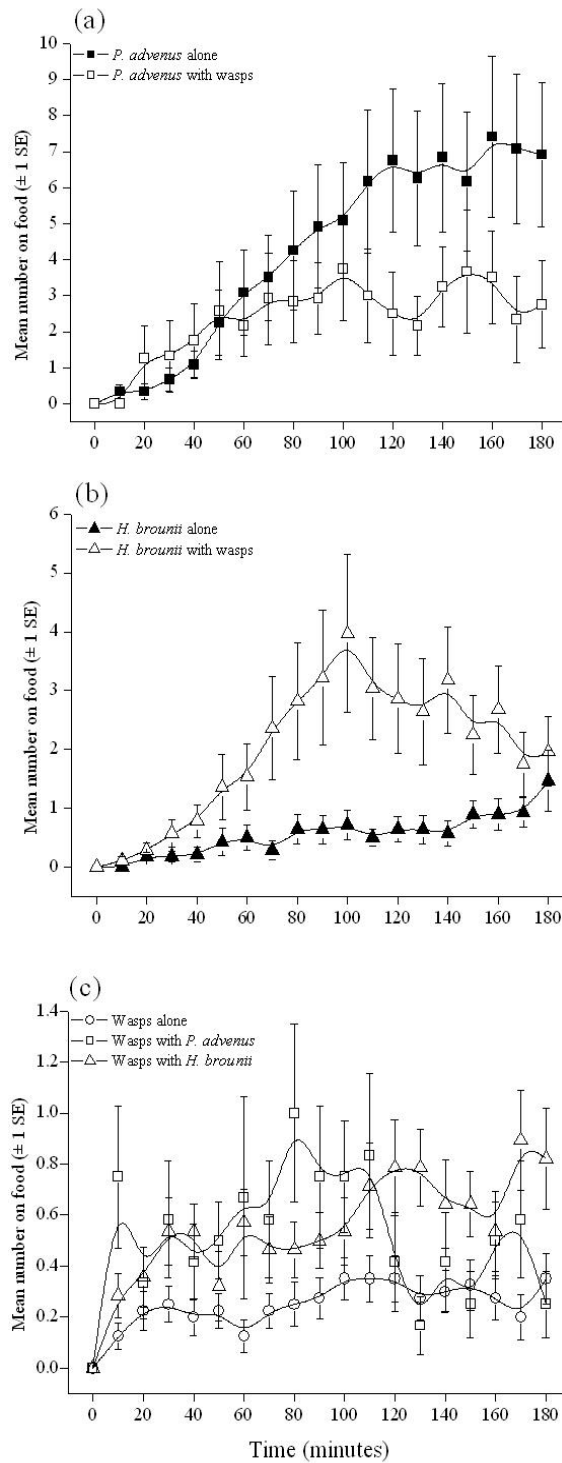 (a)
P. advenus alone
P. advenus with wasps
Mean number on food (± 1 SE)
10
9
8
7
6
5
4
3
2
1
0
0 20 40 60 80 100 120 140 160 180
(b)
H. brounii alone
H. brounii with wasps
Mean number on food (± 1 SE)
6
5
4
3
2
1
0
0 20 40 60 80 100 120 140 160 180
(c)
Wasps alone
Wasps with P. advenus
Wasps with H. brounii
Mean number on food (± 1 SE)
1.4
1.2
1.0
0.8
0.6
0.4
0.2
0.0
0 20 40 60 80 100 120 140 160 180
Time (minutes)